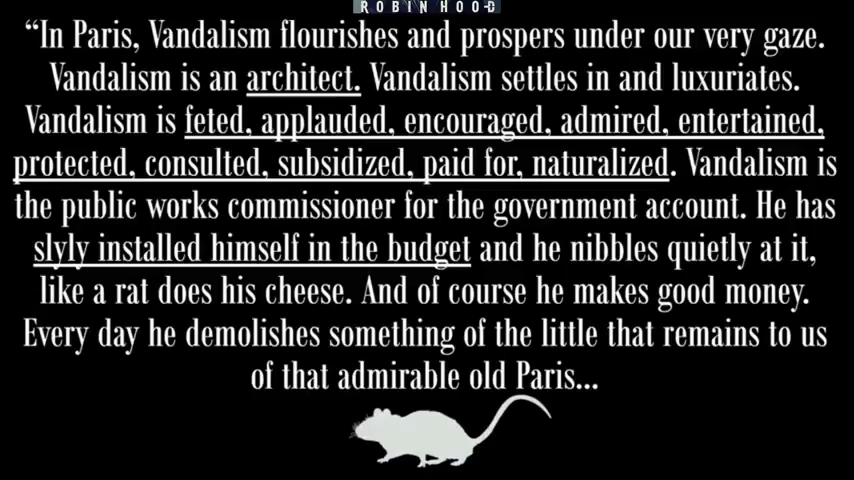 ROBIN HOOD
“In Paris, Vandalism flourishes and prospers under our very gaze.
Vandalism is an architect. Vandalism settles in and luxuriates.
Vandalism is feted, applauded, encouraged, admired, entertained,
protected, consulted, subsidized, paid for, naturalized. Vandalism is
the public works commissioner for the government account. He has
slyly installed himself in the budget and he nibbles quietly at it,
like a rat does his cheese. And of course he makes good money.
Every day he demolishes something of the little that remains to us
of that admirable old Paris...